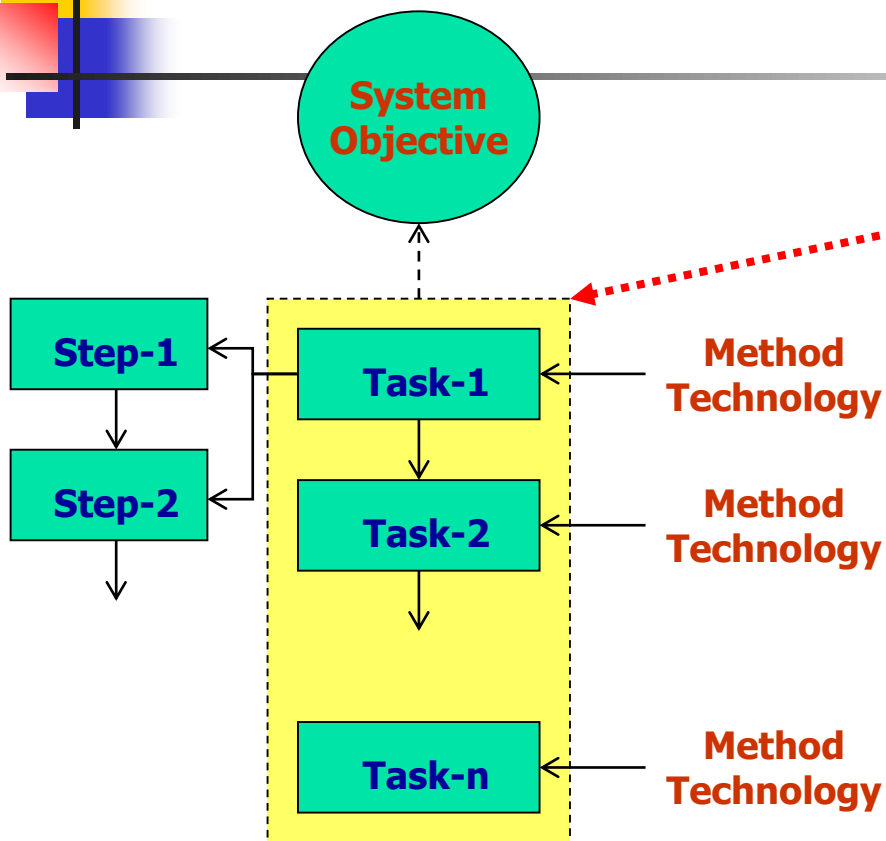 System
Objective
Step-1
Task-1
Method
Technology
Step-2
Task-2
Method
Technology
Task-n
Method
Technology